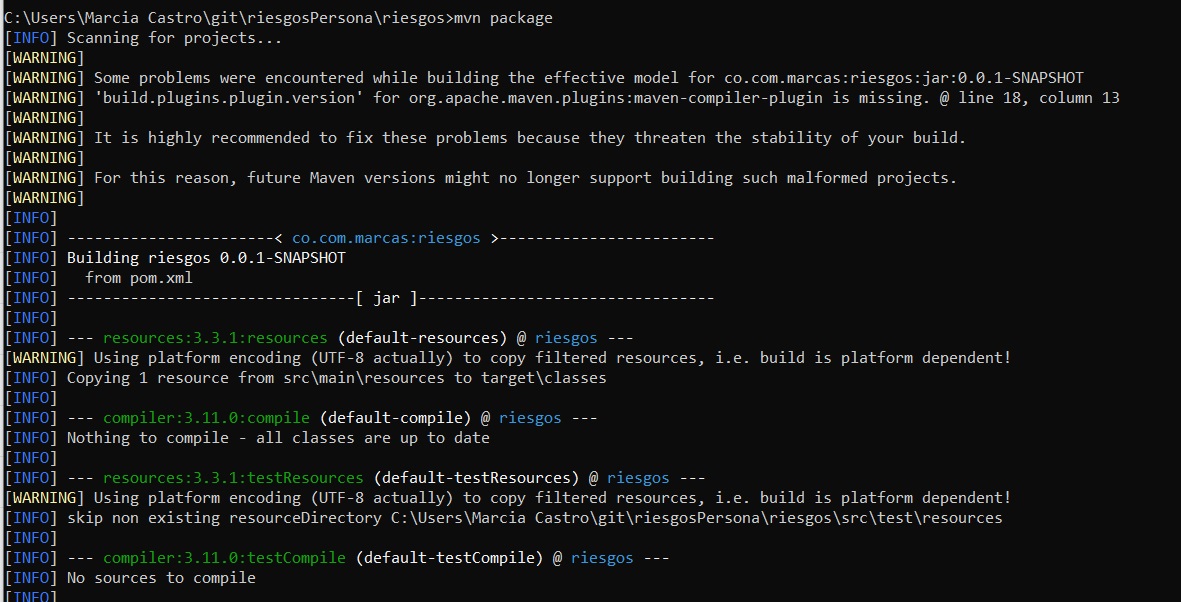 C:\Users\Marcia Castro\git\riesgosPersona\riesgos>mvn package
[INFO] Scanning for projects...
[WARNING]
[WARNING] Some problems were encountered while building the effective model for co.com.marcas:riesgos:jar:0.0.1-SNAPSHOT
[WARNING] 'build.plugins.plugin.version' for org.apache.maven.plugins:maven-compiler-plugin is missing. @ line 18, column 13
[WARNING]
[WARNING] It is highly recommended to fix these problems because they threaten the stability of your build.
[WARNING]
[WARNING] For this reason, future Maven versions might no longer support building such malformed projects.
[WARNING]
[INFO]
[INFO] -----------------------< co.com.marcas:riesgos >------------------------
[INFO] Building riesgos 0.0.1-SNAPSHOT
[INFO]   from pom.xml
[INFO] --------------------------------[ jar ]---------------------------------
[INFO]
[INFO] --- resources:3.3.1:resources (default-resources) @ riesgos ---
[WARNING] Using platform encoding (UTF-8 actually) to copy filtered resources, i.e. build is platform dependent!
[INFO] Copying 1 resource from src\main\resources to target\classes
[INFO]
[INFO] --- compiler:3.11.0:compile (default-compile) @ riesgos ---
[INFO] Nothing to compile - all classes are up to date
[INFO]
[INFO] --- resources:3.3.1:testResources (default-testResources) @ riesgos ---
[WARNING] Using platform encoding (UTF-8 actually) to copy filtered resources, i.e. build is platform dependent!
[INFO] skip non existing resourceDirectory C:\Users\Marcia Castro\git\riesgosPersona\riesgos\src\test\resources
[INFO]
[INFO] --- compiler:3.11.0:testCompile (default-testCompile) @ riesgos ---
[INFO] No sources to compile
[INFO]